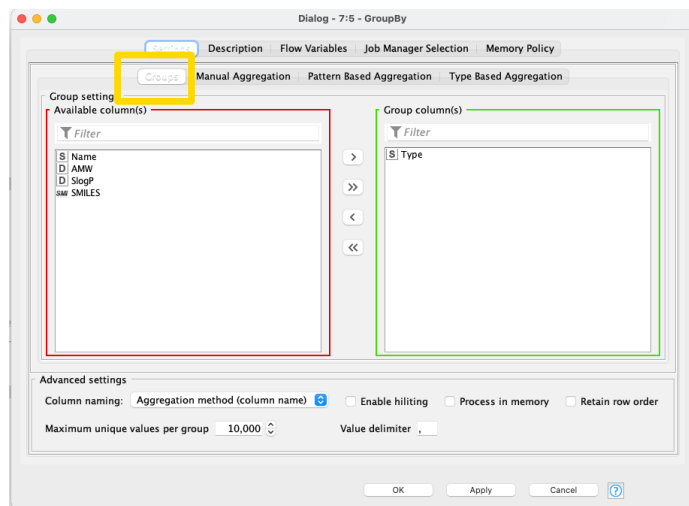 Dialog - 7:5 - GroupBy
Settings Description Flow Variables Job Manager Selection Memory Policy
Groups Manual Aggregation Pattern Based Aggregation Type Based Aggregation
Group settings
Available column(s) Group column(s)
Filter Filter
S Name S Type
D AMW
D SlogP
SMI SMILES
> 
>>
<
<<
Advanced settings
Column naming: Aggregation method (column name) Enable hiliting Process in memory Retain row order
Maximum unique values per group 10,000 Value delimiter ,
OK Apply Cancel ?